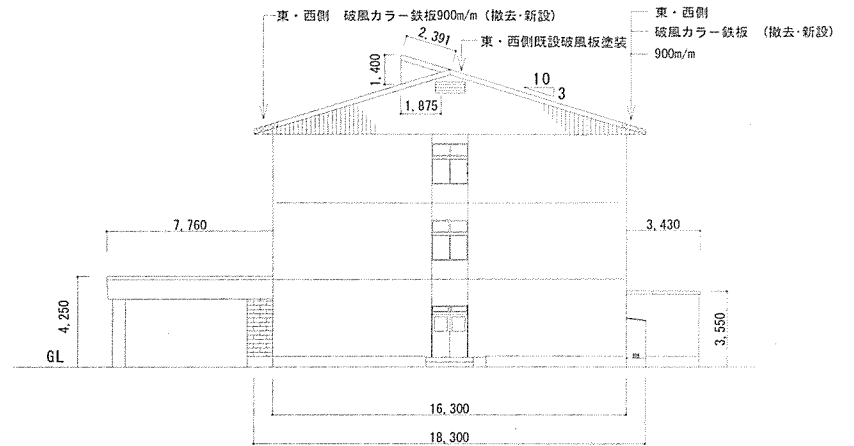 東・西側 破風カラー鉄板900m/m（撤去・新設）
東・西側
破風カラー鉄板 （撤去・新設）
900m/m
2,391
東・西側既設破風板塗装
1,400
10
3
1,875
7,760
3,430
4,250
3,550
GL
16,300
18,300